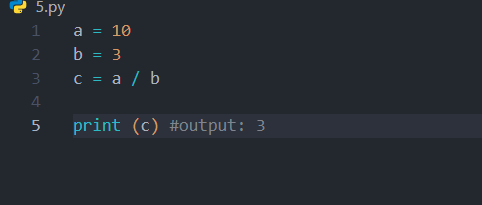 5.py
1 a = 10
2 b = 3
3 c = a / b
4
5 print (c) #output: 3